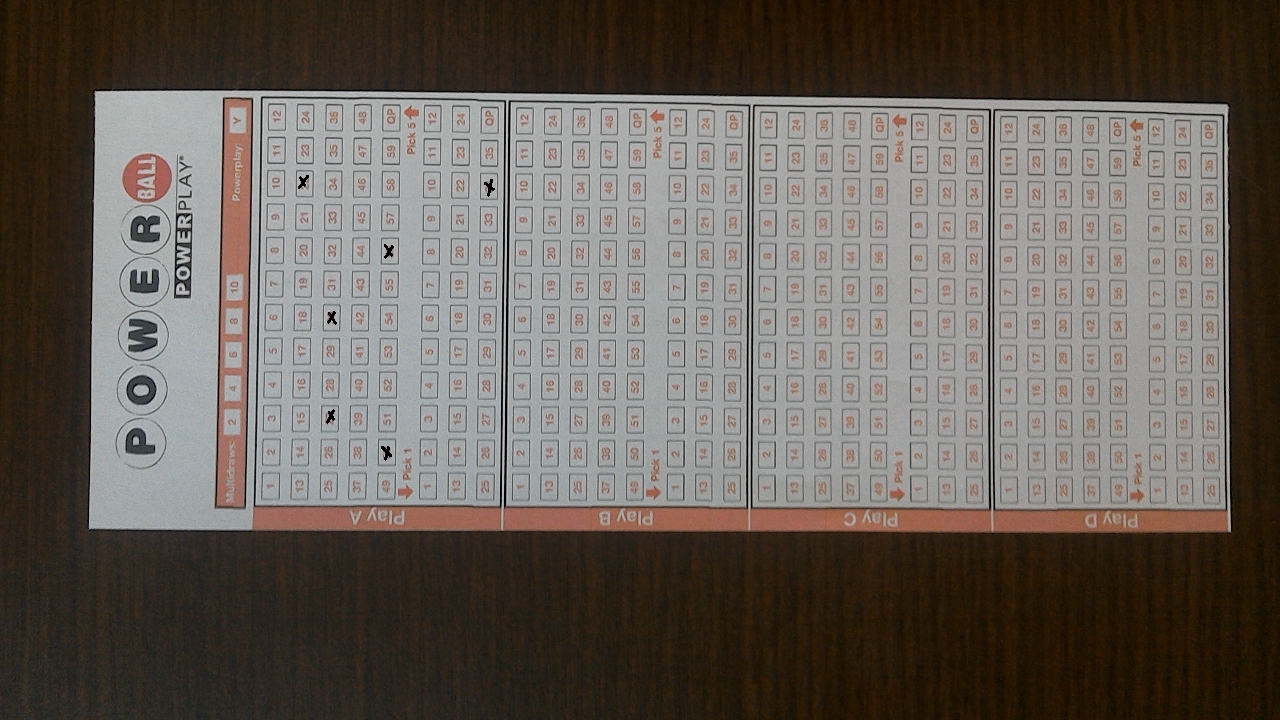 POWER BALL
POWERPLAY®
Multidraws: 2 4 6 8 10 Powerplay: Y
Play A
1 2 3 4 5 6 7 8 9 10 11 12
13 14 15 16 17 18 19 20 21 X 23 24
25 26 X 28 29 X 31 32 33 34 35 36
37 38 39 40 41 42 43 44 45 46 47 48
49 X 51 52 53 54 55 X 57 58 59 QP
Pick 1 Pick 5
1 2 3 4 5 6 7 8 9 10 11 12
13 14 15 16 17 18 19 20 21 22 23 24
25 26 27 28 29 30 31 32 33 X 35 QP
Play B
1 2 3 4 5 6 7 8 9 10 11 12
13 14 15 16 17 18 19 20 21 22 23 24
25 26 27 28 29 30 31 32 33 34 35 36
37 38 39 40 41 42 43 44 45 46 47 48
49 50 51 52 53 54 55 56 57 58 59 QP
Pick 1 Pick 5
1 2 3 4 5 6 7 8 9 10 11 12
13 14 15 16 17 18 19 20 21 22 23 24
25 26 27 28 29 30 31 32 33 34 35 QP
Play C
1 2 3 4 5 6 7 8 9 10 11 12
13 14 15 16 17 18 19 20 21 22 23 24
25 26 27 28 29 30 31 32 33 34 35 36
37 38 39 40 41 42 43 44 45 46 47 48
49 50 51 52 53 54 55 56 57 58 59 QP
Pick 1 Pick 5
1 2 3 4 5 6 7 8 9 10 11 12
13 14 15 16 17 18 19 20 21 22 23 24
25 26 27 28 29 30 31 32 33 34 35 QP
Play D
1 2 3 4 5 6 7 8 9 10 11 12
13 14 15 16 17 18 19 20 21 22 23 24
25 26 27 28 29 30 31 32 33 34 35 36
37 38 39 40 41 42 43 44 45 46 47 48
49 50 51 52 53 54 55 56 57 58 59 QP
Pick 1 Pick 5
1 2 3 4 5 6 7 8 9 10 11 12
13 14 15 16 17 18 19 20 21 22 23 24
25 26 27 28 29 30 31 32 33 34 35 QP